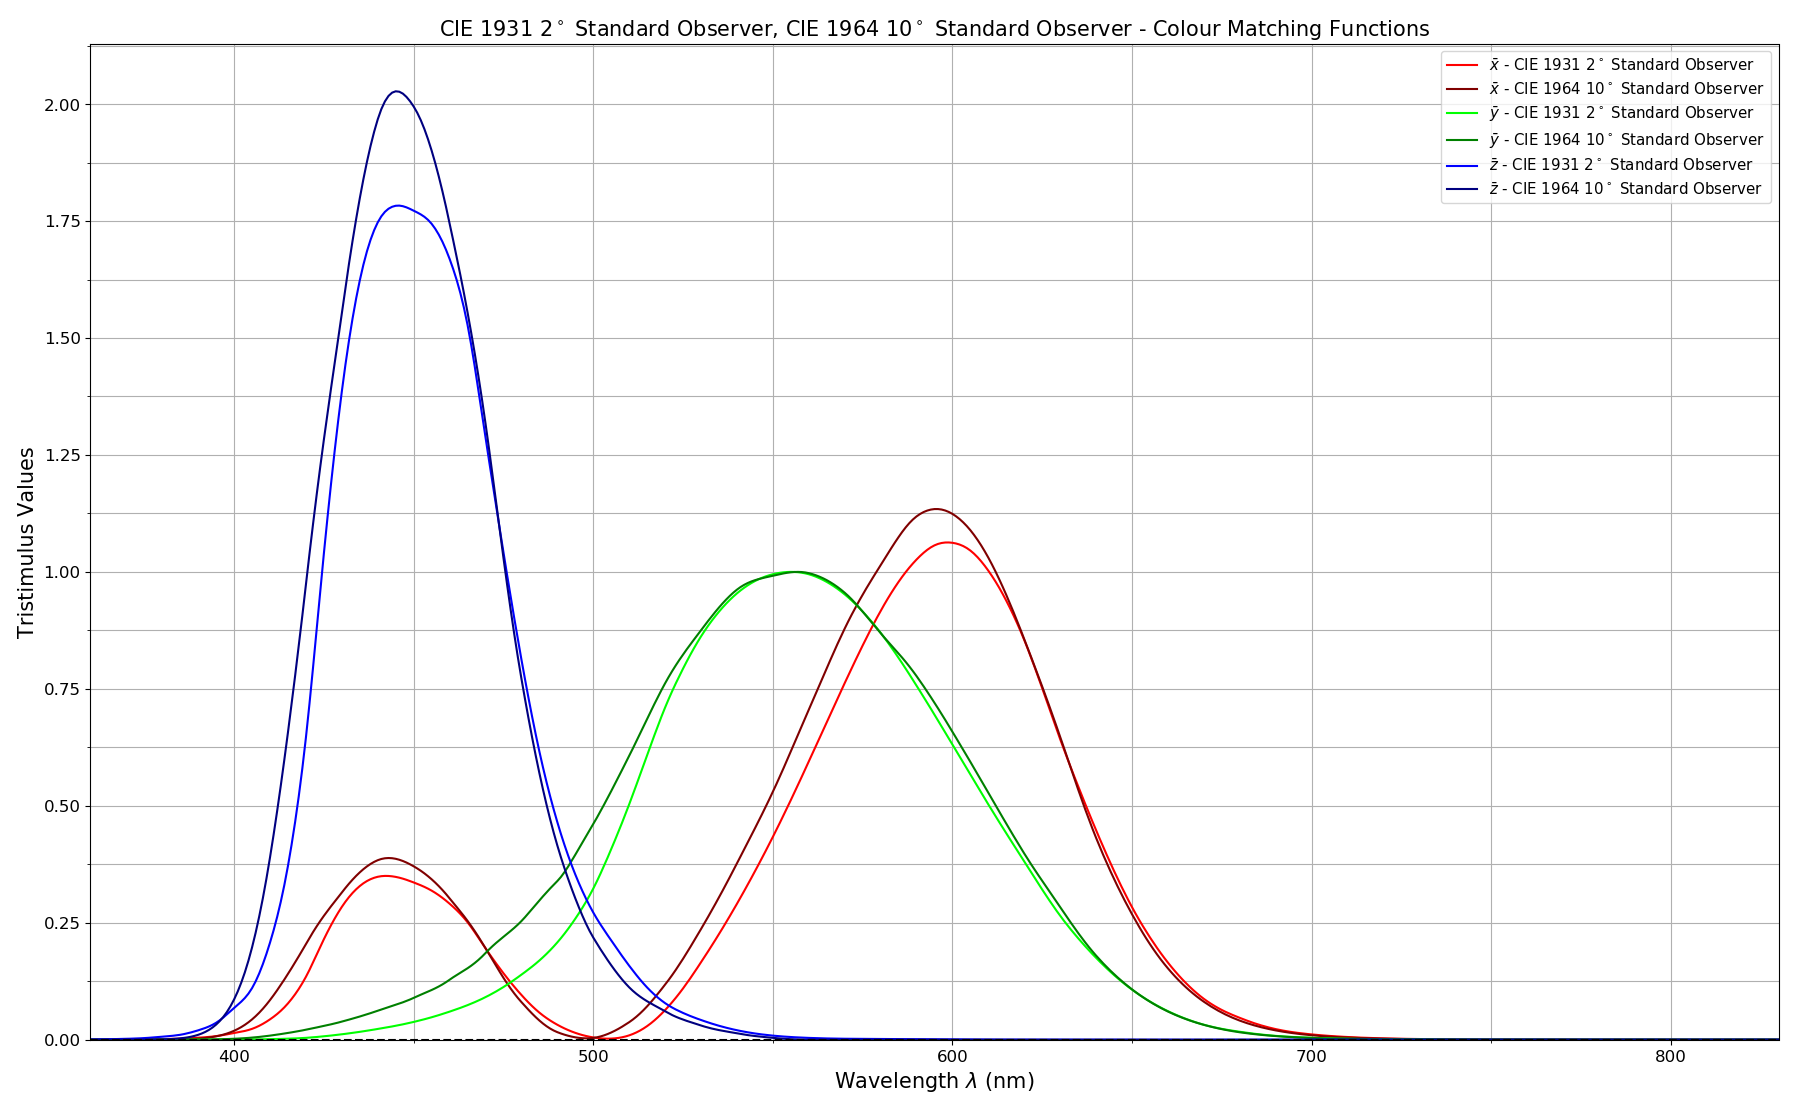 CIE 1931 2° Standard Observer, CIE 1964 10° Standard Observer - Colour Matching Functions
x̄ - CIE 1931 2° Standard Observer
x̄ - CIE 1964 10° Standard Observer
ȳ - CIE 1931 2° Standard Observer
ȳ - CIE 1964 10° Standard Observer
z̄ - CIE 1931 2° Standard Observer
z̄ - CIE 1964 10° Standard Observer
Tristimulus Values
2.00
1.75
1.50
1.25
1.00
0.75
0.50
0.25
0.00
400 500 600 700 800
Wavelength λ (nm)